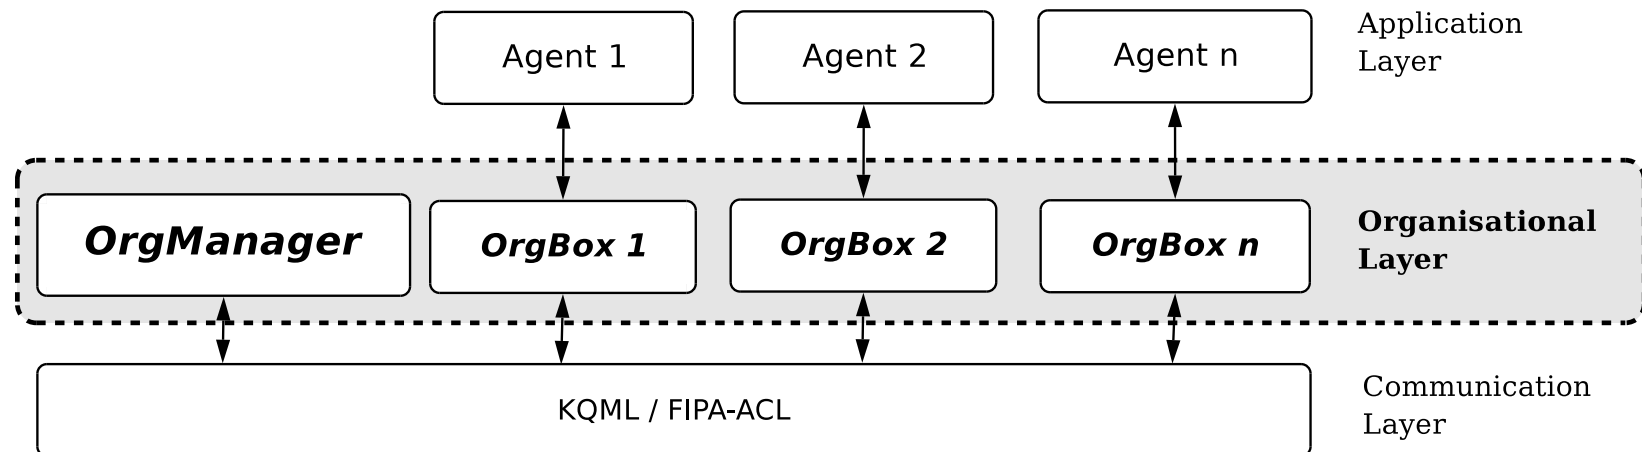 Agent 1
Agent 2
Agent n
Application
Layer
OrgManager
OrgBox 1
OrgBox 2
OrgBox n
Organisational
Layer
KQML / FIPA-ACL
Communication
Layer